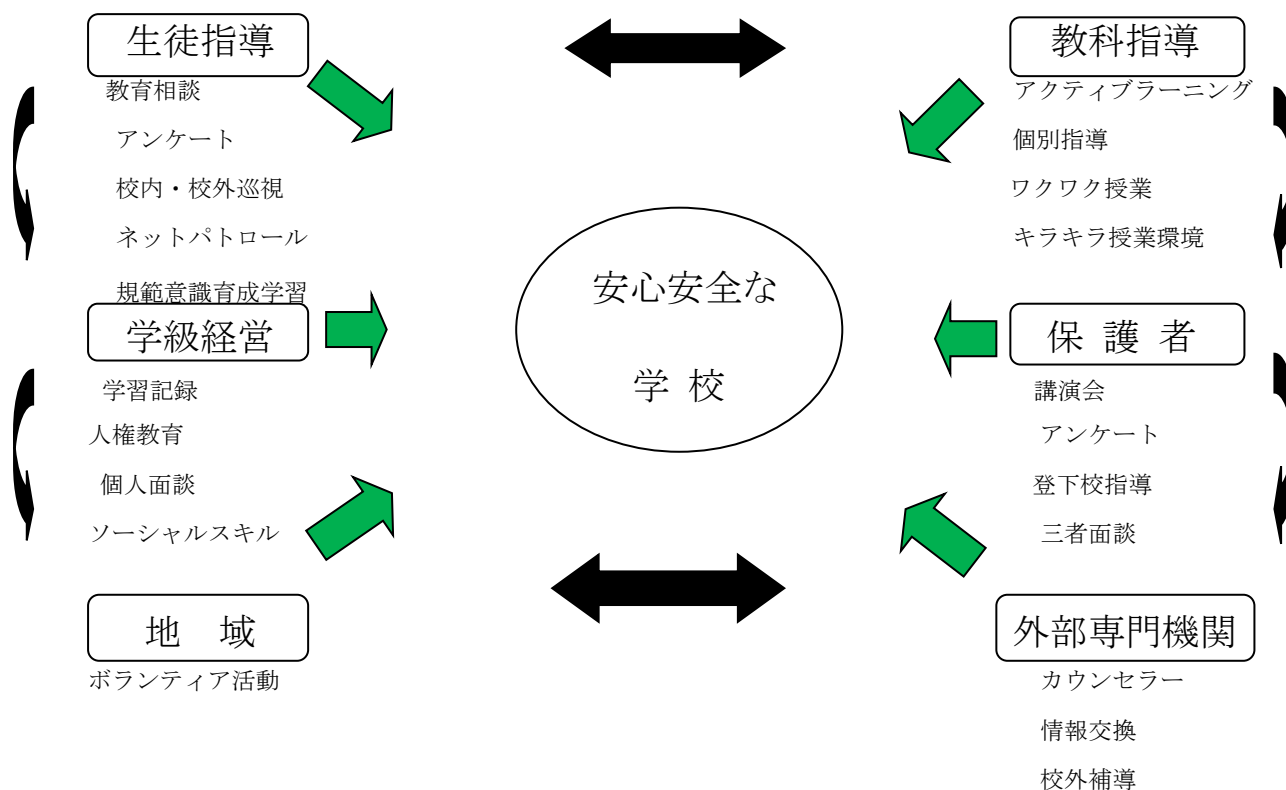 生徒指導
教育相談
アンケート
校内・校外巡視
ネットパトロール
規範意識育成学習
学級経営
学習記録
人権教育
個人面談
ソーシャルスキル
地　域
ボランティア活動
安心安全な
学 校
教科指導
アクティブラーニング
個別指導
ワクワク授業
キラキラ授業環境
保 護 者
講演会
アンケート
登下校指導
三者面談
外部専門機関
カウンセラー
情報交換
校外補導